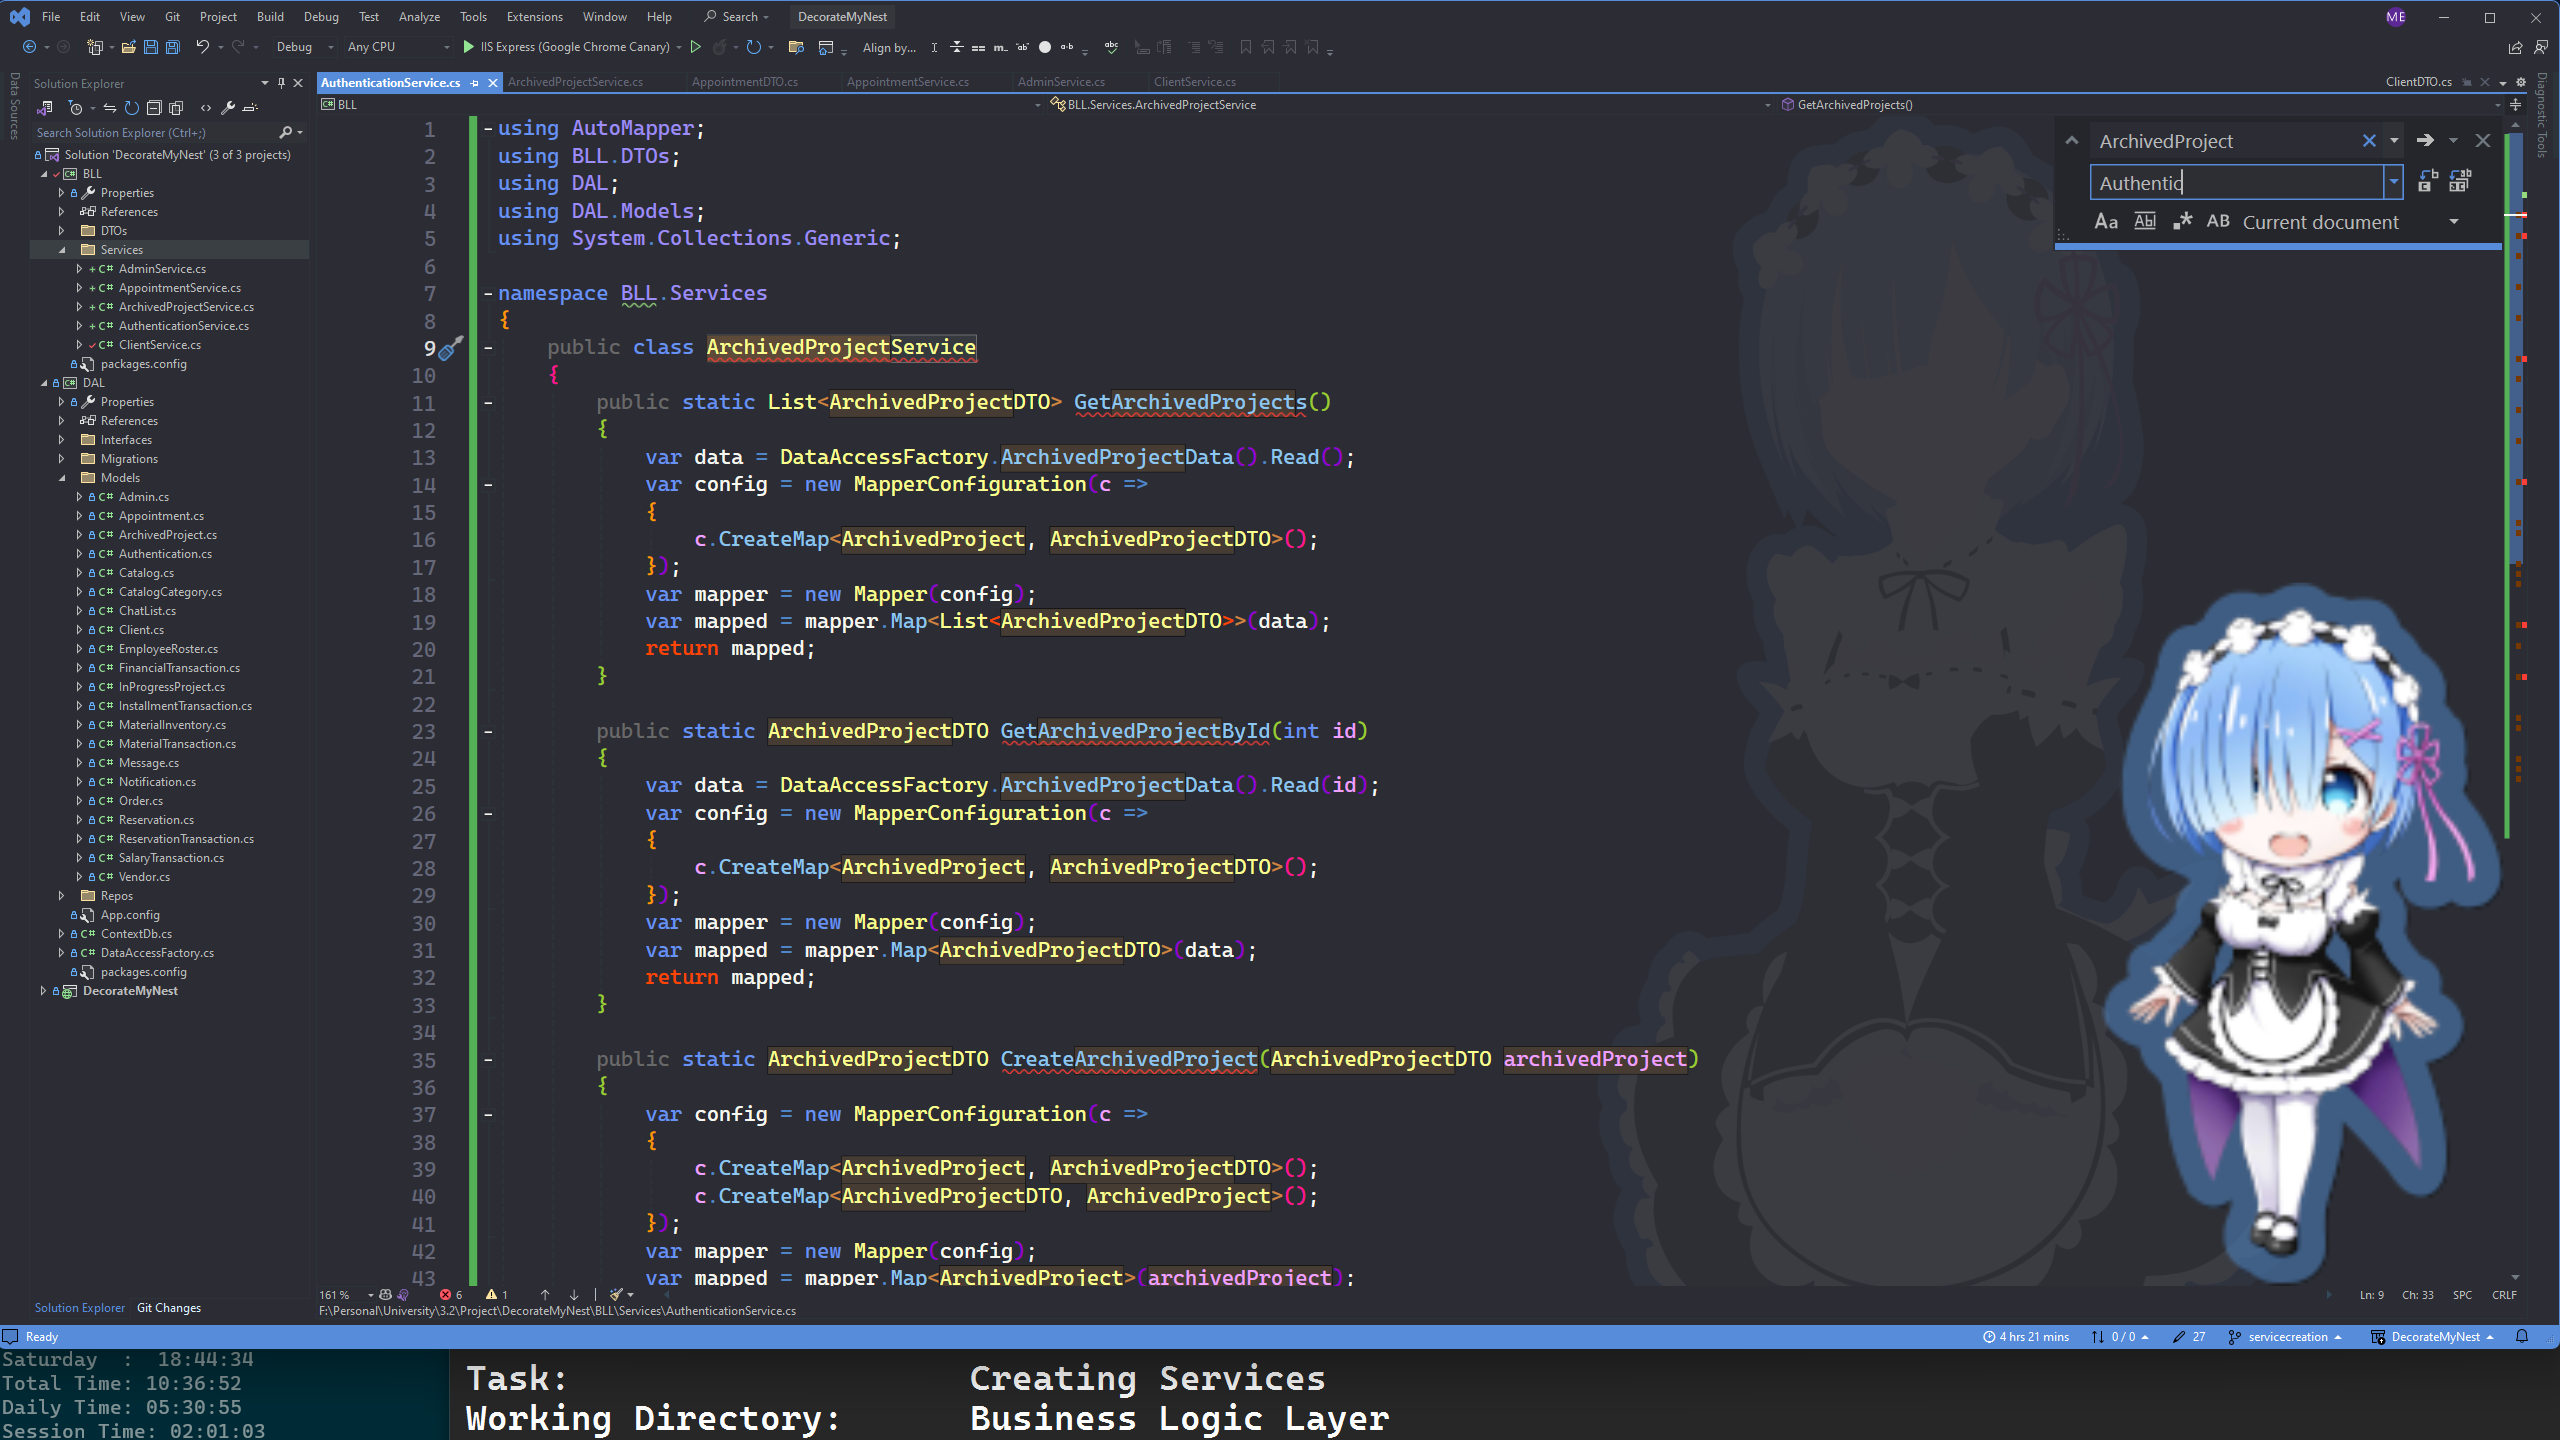 File Edit View Git Project Build Debug Test Analyze Tools Extensions Window Help Search DecorateMyNest ME
Debug Any CPU IIS Express (Google Chrome Canary) Align by...
Data Sources
Solution Explorer
Search Solution Explorer (Ctrl+;)
Solution 'DecorateMyNest' (3 of 3 projects)
BLL
Properties
References
DTOs
Services
C# AdminService.cs
C# AppointmentService.cs
C# ArchivedProjectService.cs
C# AuthenticationService.cs
C# ClientService.cs
packages.config
DAL
Properties
References
Interfaces
Migrations
Models
C# Admin.cs
C# Appointment.cs
C# ArchivedProject.cs
C# Authentication.cs
C# Catalog.cs
C# CatalogCategory.cs
C# ChatList.cs
C# Client.cs
C# EmployeeRoster.cs
C# FinancialTransaction.cs
C# InProgressProject.cs
C# InstallmentTransaction.cs
C# MaterialInventory.cs
C# MaterialTransaction.cs
C# Message.cs
C# Notification.cs
C# Order.cs
C# Reservation.cs
C# ReservationTransaction.cs
C# SalaryTransaction.cs
C# Vendor.cs
Repos
App.config
C# ContextDb.cs
C# DataAccessFactory.cs
packages.config
DecorateMyNest
Solution Explorer Git Changes
AuthenticationService.cs ArchivedProjectService.cs AppointmentDTO.cs AppointmentService.cs AdminService.cs ClientService.cs ClientDTO.cs
BLL BLL.Services.ArchivedProjectService GetArchivedProjects()
Diagnostic Tools
ArchivedProject
Authentic
Aa Abl .* AB Current document
1 using AutoMapper;
2 using BLL.DTOs;
3 using DAL;
4 using DAL.Models;
5 using System.Collections.Generic;
6
7 namespace BLL.Services
8 {
9 public class ArchivedProjectService
10 {
11 public static List<ArchivedProjectDTO> GetArchivedProjects()
12 {
13 var data = DataAccessFactory.ArchivedProjectData().Read();
14 var config = new MapperConfiguration(c =>
15 {
16 c.CreateMap<ArchivedProject, ArchivedProjectDTO>();
17 });
18 var mapper = new Mapper(config);
19 var mapped = mapper.Map<List<ArchivedProjectDTO>>(data);
20 return mapped;
21 }
22
23 public static ArchivedProjectDTO GetArchivedProjectById(int id)
24 {
25 var data = DataAccessFactory.ArchivedProjectData().Read(id);
26 var config = new MapperConfiguration(c =>
27 {
28 c.CreateMap<ArchivedProject, ArchivedProjectDTO>();
29 });
30 var mapper = new Mapper(config);
31 var mapped = mapper.Map<ArchivedProjectDTO>(data);
32 return mapped;
33 }
34
35 public static ArchivedProjectDTO CreateArchivedProject(ArchivedProjectDTO archivedProject)
36 {
37 var config = new MapperConfiguration(c =>
38 {
39 c.CreateMap<ArchivedProject, ArchivedProjectDTO>();
40 c.CreateMap<ArchivedProjectDTO, ArchivedProject>();
41 });
42 var mapper = new Mapper(config);
43 var mapped = mapper.Map<ArchivedProject>(archivedProject);
161 % 6 1 Ln: 9 Ch: 33 SPC CRLF
F:\Personal\University\3.2\Project\DecorateMyNest\BLL\Services\AuthenticationService.cs
Ready 4 hrs 21 mins 0 / 0 27 servicecreation DecorateMyNest
Saturday : 18:44:34
Total Time: 10:36:52
Daily Time: 05:30:55
Session Time: 02:01:03
Task: Creating Services
Working Directory: Business Logic Layer